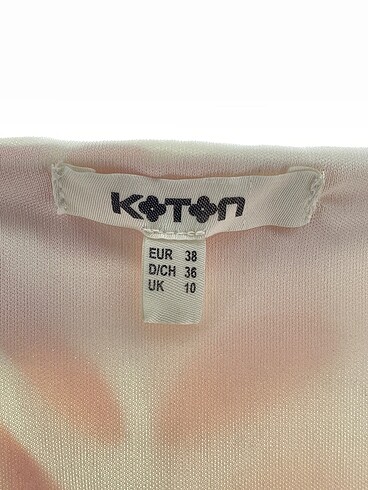 KOTON
EUR 38
D/CH 36
UK 10